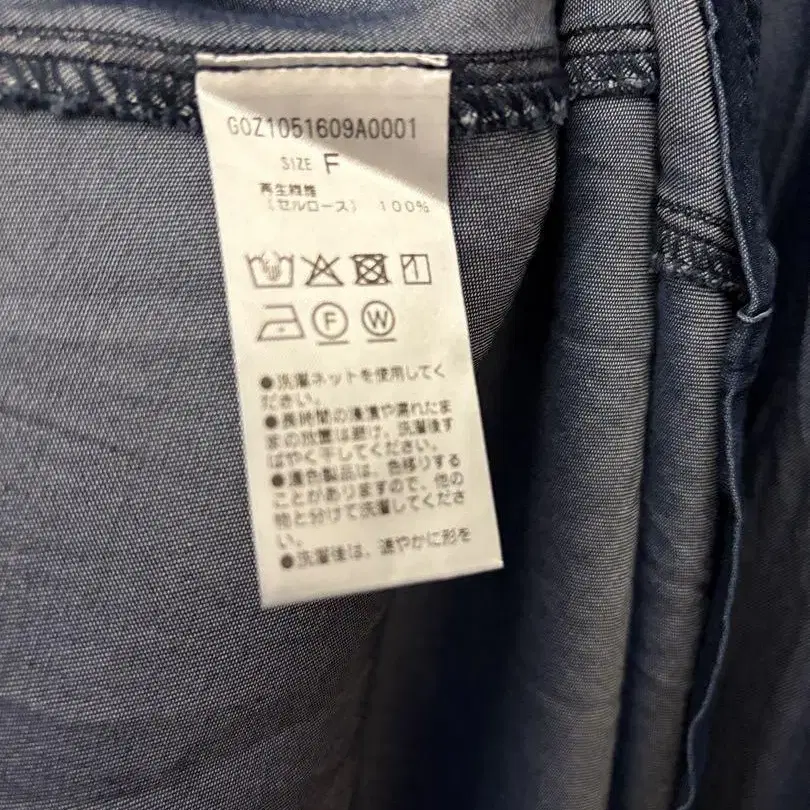 G0Z1051609A0001
SIZE F
再生繊維
(セルロース) 100%
F W
●洗濯ネットを使用してく
ださい。
●長時間の浸漬や濡れたま
まの放置は避け、洗濯後す
ばやく干してください。
●濃色製品は、色移りする
ことがありますので、他の
物と分けて洗濯してくださ
い。
●洗濯後は、速やかに形を